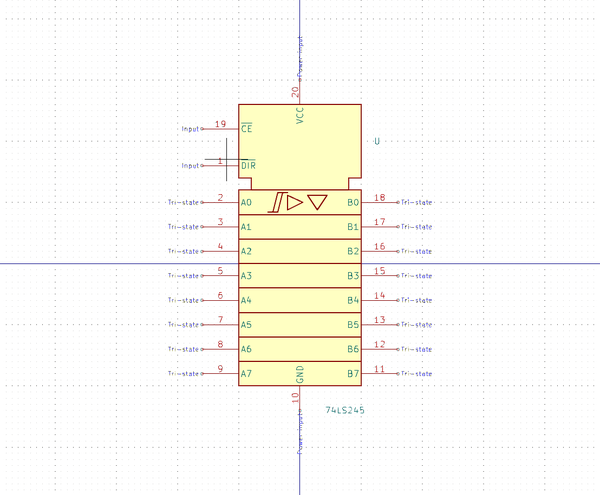 Power input
20
VCC
Input 19 CE
U
Input 1 DIR
Tri-state 2 A0 B0 18 Tri-state
Tri-state 3 A1 B1 17 Tri-state
Tri-state 4 A2 B2 16 Tri-state
Tri-state 5 A3 B3 15 Tri-state
Tri-state 6 A4 B4 14 Tri-state
Tri-state 7 A5 B5 13 Tri-state
Tri-state 8 A6 B6 12 Tri-state
Tri-state 9 A7 B7 11 Tri-state
GND
10
74LS245
Power input